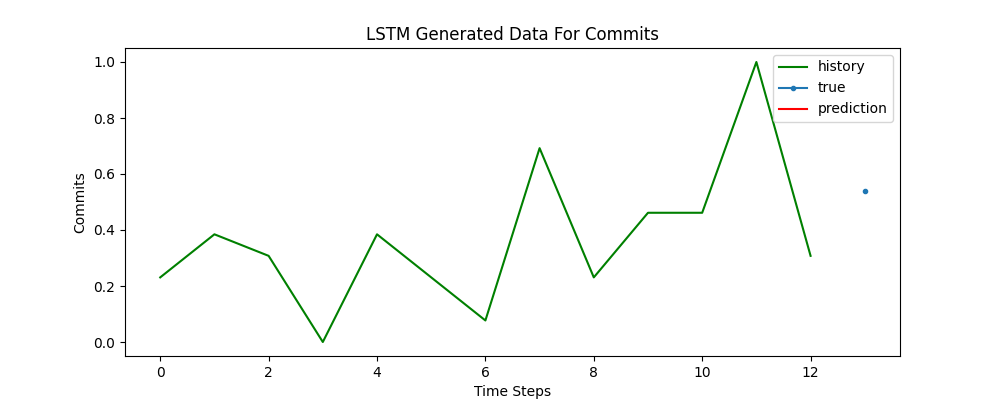 LSTM Generated Data For Commits
history
true
prediction
1.0
0.8
0.6
0.4
0.2
0.0
Commits
0 2 4 6 8 10 12
Time Steps